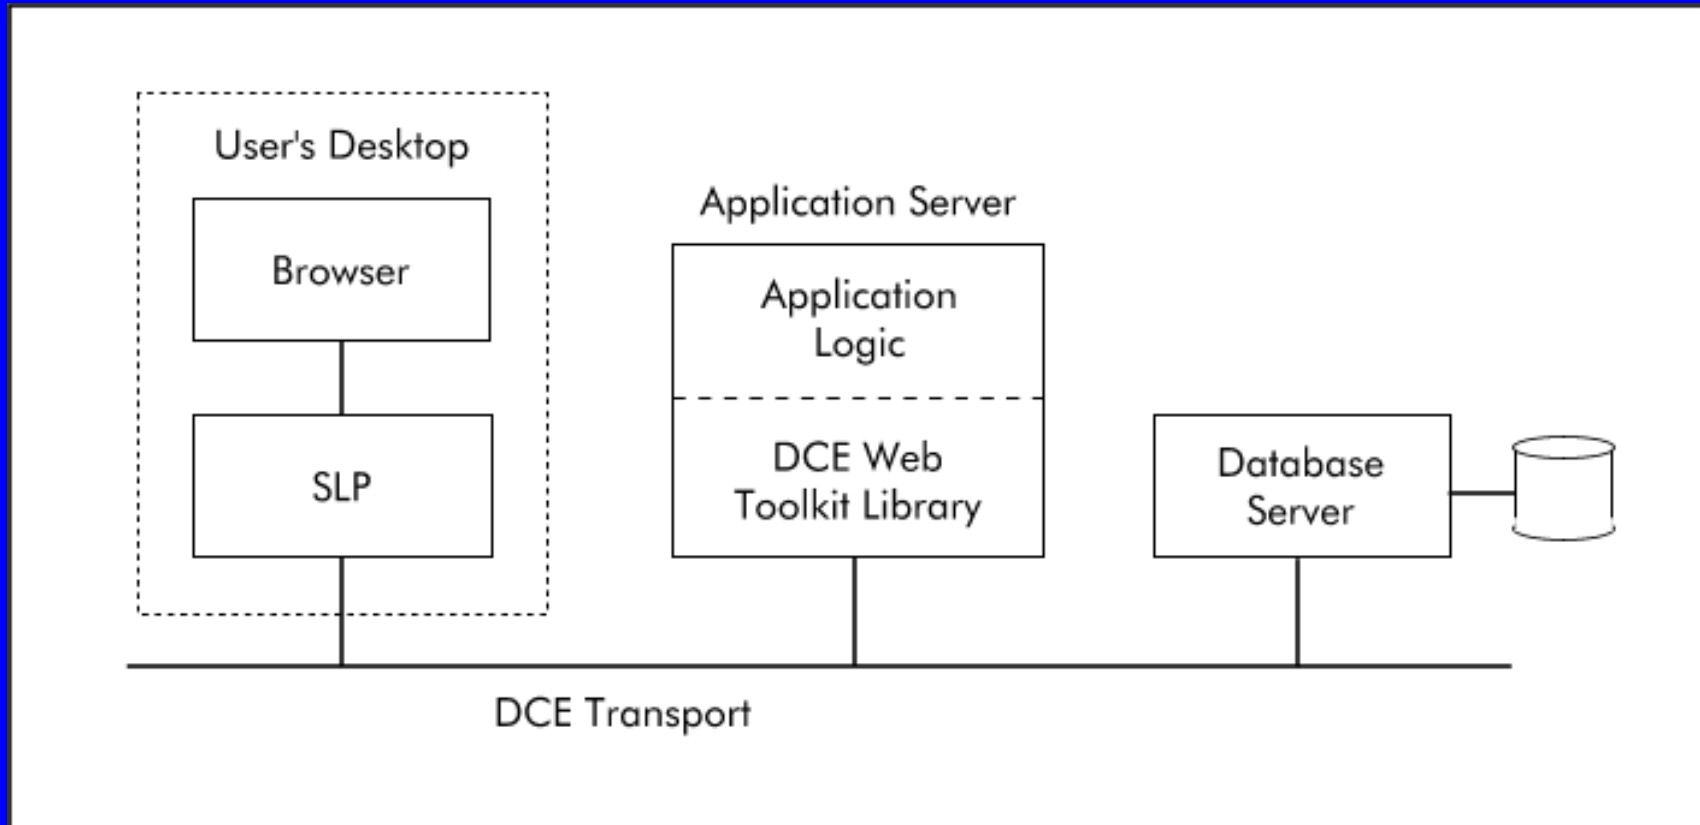 User's Desktop
Browser
SLP
Application Server
Application
Logic
DCE Web
Toolkit Library
Database
Server
DCE Transport